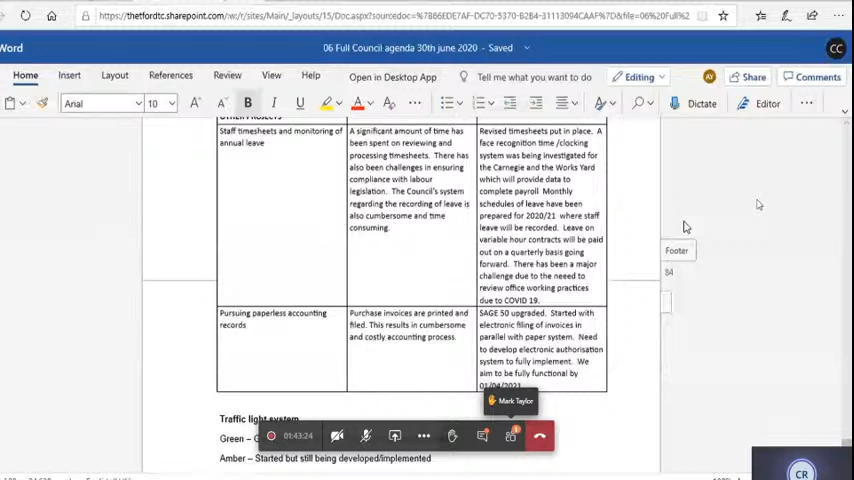 https://thetfordtc.sharepoint.com/:w:/r/sites/Main/_layouts/15/Doc.aspx?sourcedoc=%7B66EDE7AF-DC70-5370-B2B4-31113094CAAF%7D&file=06%20Full%2
Word
06 Full Council agenda 30th june 2020 - Saved
CC
Home Insert Layout References Review View Help Open in Desktop App Tell me what you want to do Editing AY Share Comments
Arial 10 A A B I U A A Dictate Editor
OTHER PROJECTS
Staff timesheets and monitoring of
annual leave
A significant amount of time has
been spent on reviewing and
processing timesheets. There has
also been challenges in ensuring
compliance with labour
legislation. The Council's system
regarding the recording of leave is
also cumbersome and time
consuming.
Revised timesheets put in place. A
face recognition time /clocking
system was being investigated for
the Carnegie and the Works Yard
which will provide data to
complete payroll Monthly
schedules of leave have been
prepared for 2020/21 where staff
leave will be recorded. Leave on
variable hour contracts will be paid
out on a quarterly basis going
forward. There has been a major
challenge due to the need to
review office working practices
due to COVID 19.
Footer
84
Pursuing paperless accounting
records
Purchase invoices are printed and
filed. This results in cumbersome
and costly accounting process.
SAGE 50 upgraded. Started with
electronic filing of invoices in
parallel with paper system. Need
to develop electronic authorisation
system to fully implement. We
aim to be fully functional by
01/04/2021
Mark Taylor
Traffic light system
01:43:24
Green –
Amber – Started but still being developed/implemented
CR